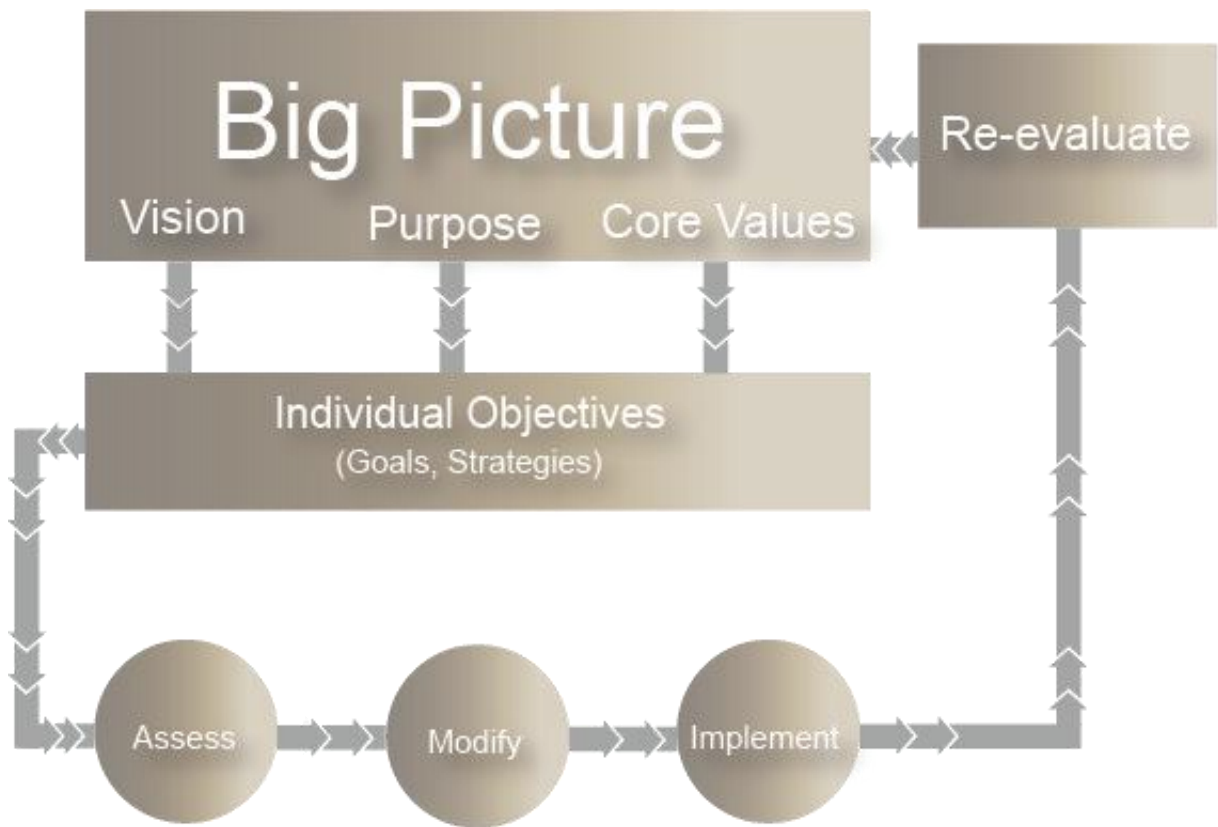 Big Picture
Re-evaluate
Vision
Purpose
Core Values
Individual Objectives
(Goals, Strategies)
Assess
Modify
Implement